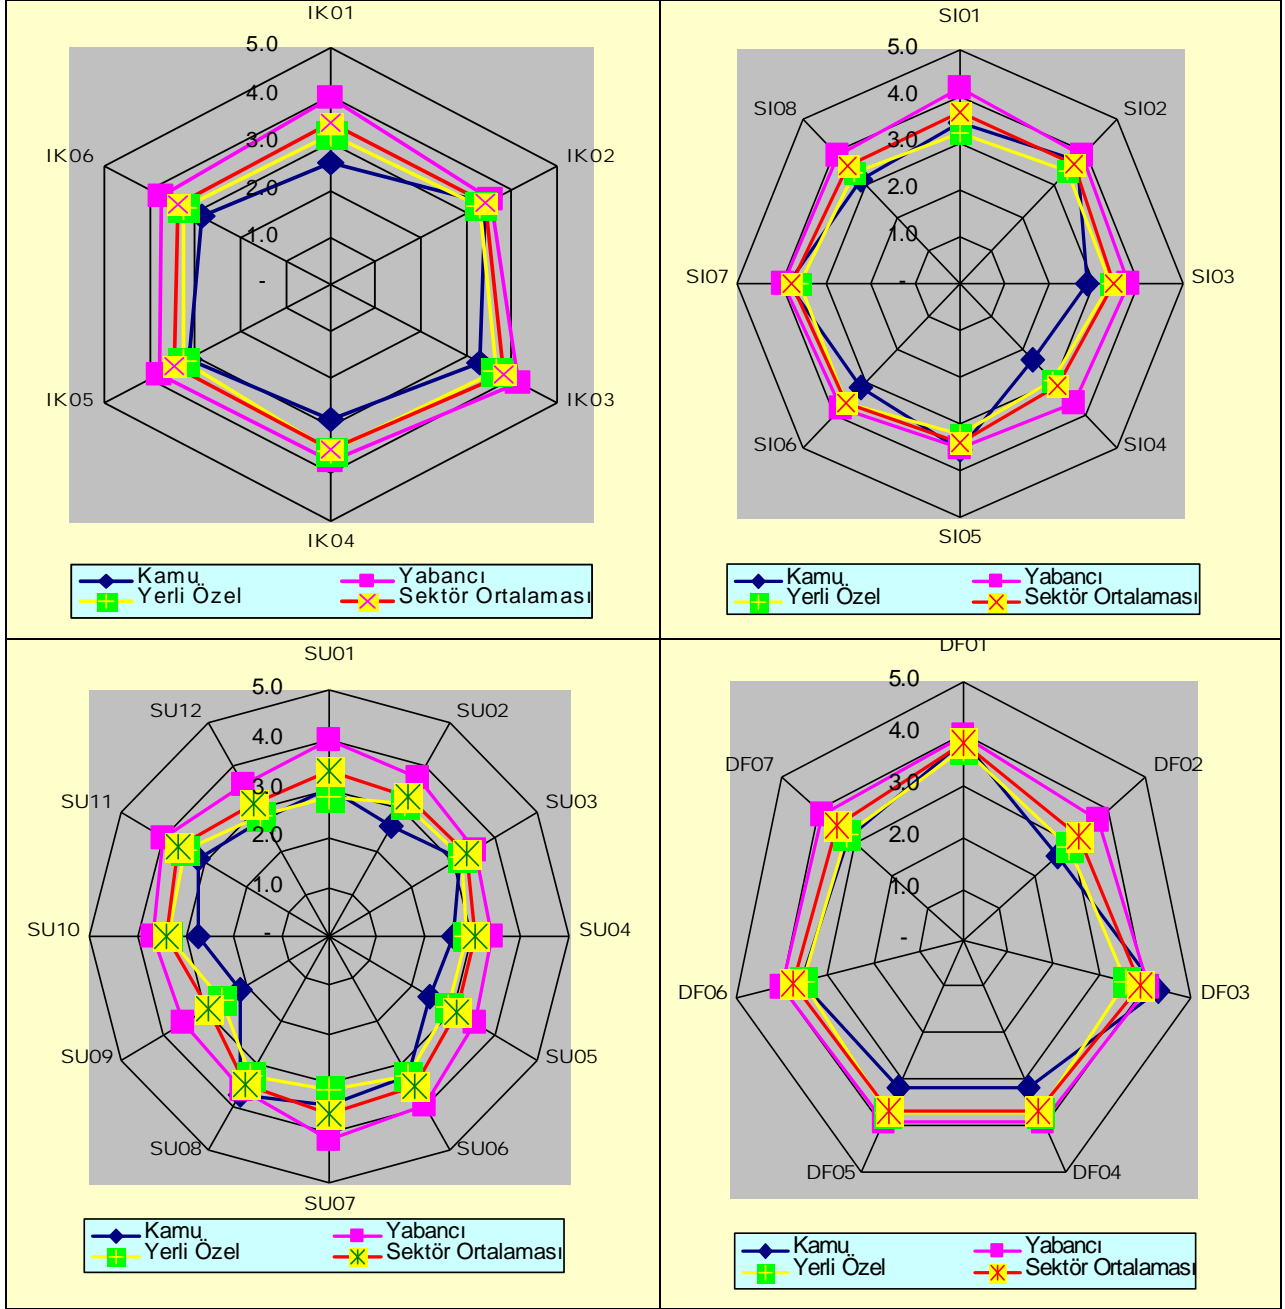 IK01
5.0
4.0
3.0
2.0
1.0
-
IK02
IK03
IK04
IK05
IK06
Kamu
Yabancı
Yerli Özel
Sektör Ortalaması
SI01
5.0
4.0
3.0
2.0
1.0
-
SI02
SI03
SI04
SI05
SI06
SI07
SI08
Kamu
Yabancı
Yerli Özel
Sektör Ortalaması
SU01
5.0
4.0
3.0
2.0
1.0
-
SU02
SU03
SU04
SU05
SU06
SU07
SU08
SU09
SU10
SU11
SU12
Kamu
Yabancı
Yerli Özel
Sektör Ortalaması
DF01
5.0
4.0
3.0
2.0
1.0
-
DF02
DF03
DF04
DF05
DF06
DF07
Kamu
Yabancı
Yerli Özel
Sektör Ortalaması